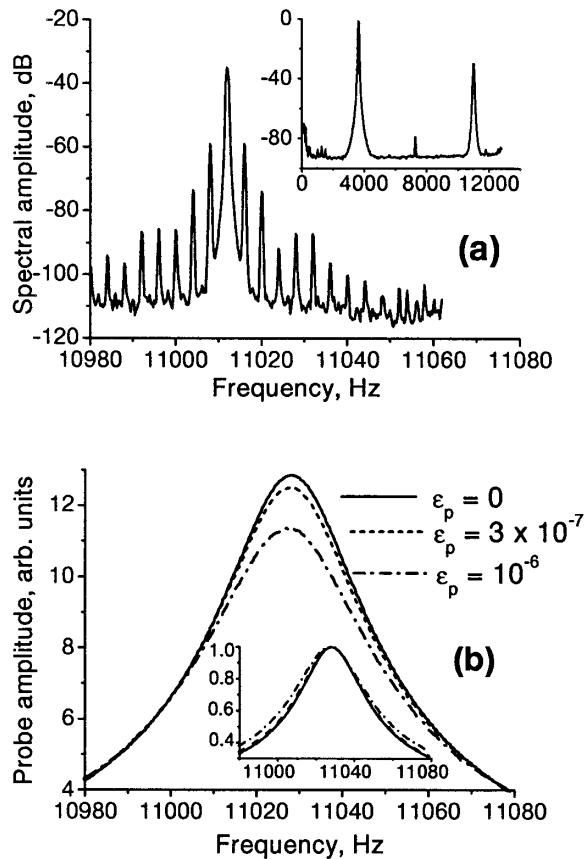 -20
-40
-60
-80
-100
-120
Spectral amplitude, dB
0
-40
-80
0 4000 8000 12000
(a)
10980 11000 11020 11040 11060 11080
Frequency, Hz
12
10
8
6
4
Probe amplitude, arb. units
εp = 0
εp = 3 x 10⁻⁷
εp = 10⁻⁶
(b)
1.0
0.8
0.6
0.4
11000 11040 11080
10980 11000 11020 11040 11060 11080
Frequency, Hz